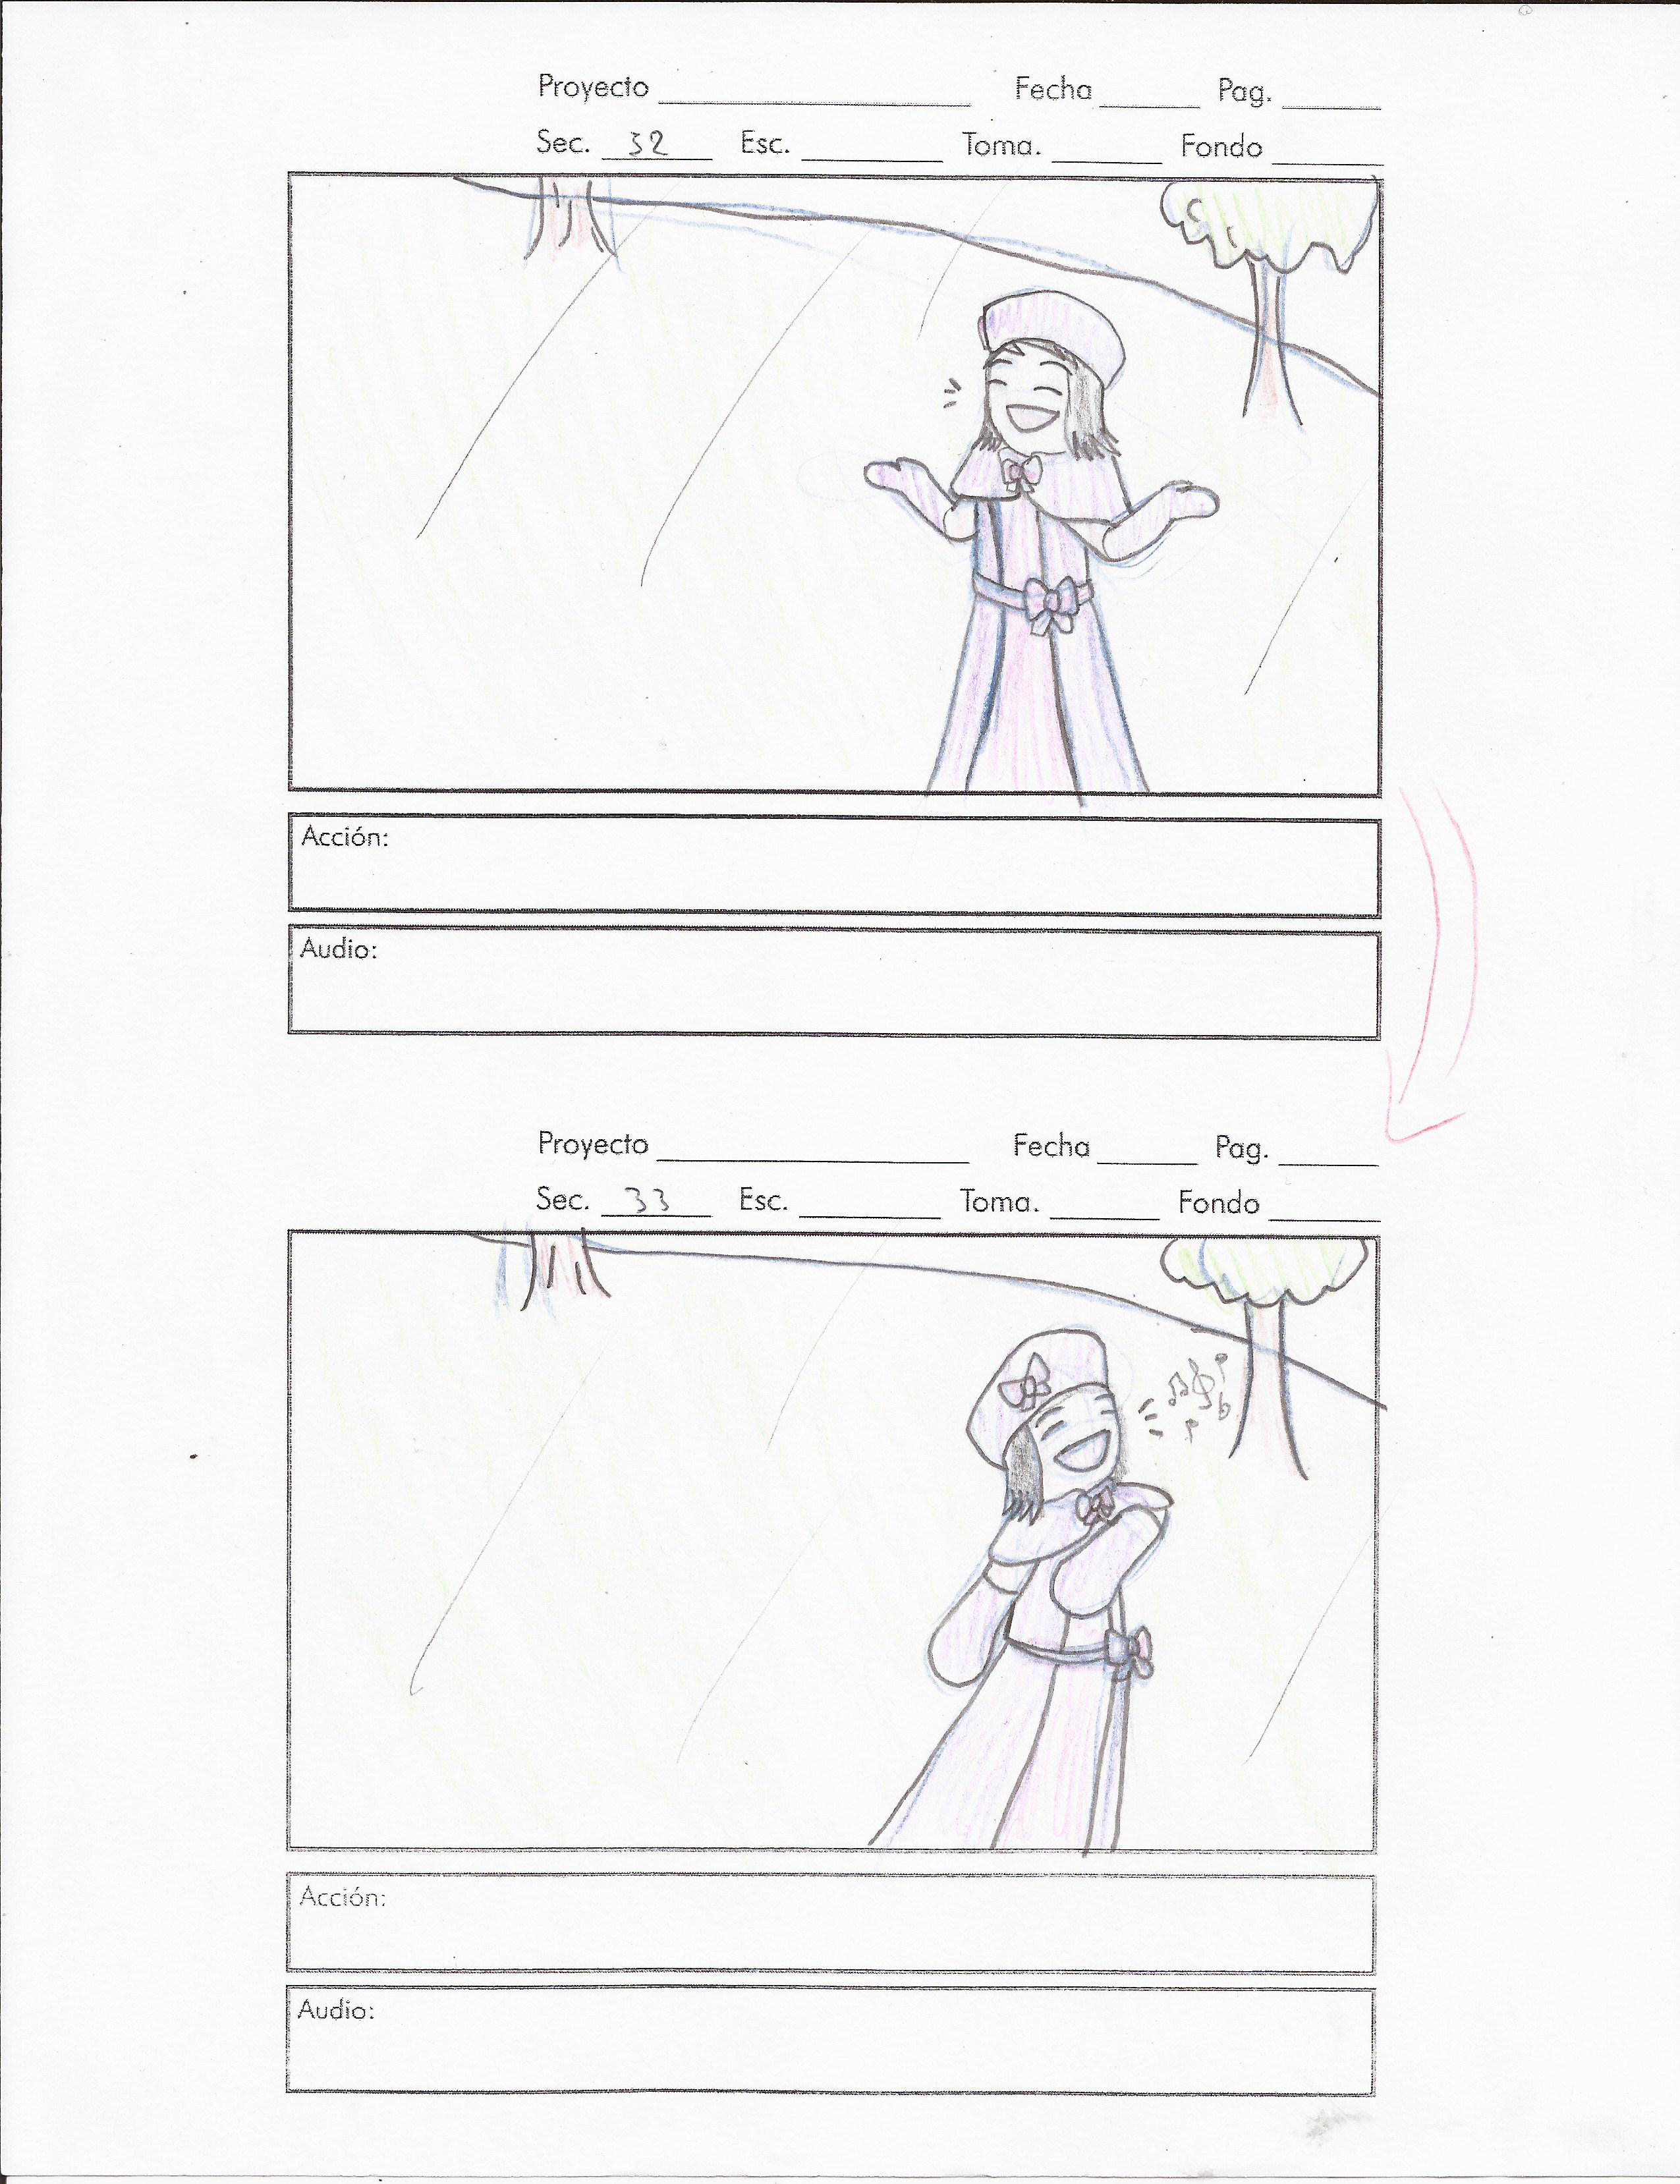 Proyecto Fecha Pag.
Sec. 32 Esc. Toma. Fondo
Acción:
Audio:
Proyecto Fecha Pag.
Sec. 33 Esc. Toma. Fondo
Acción:
Audio: